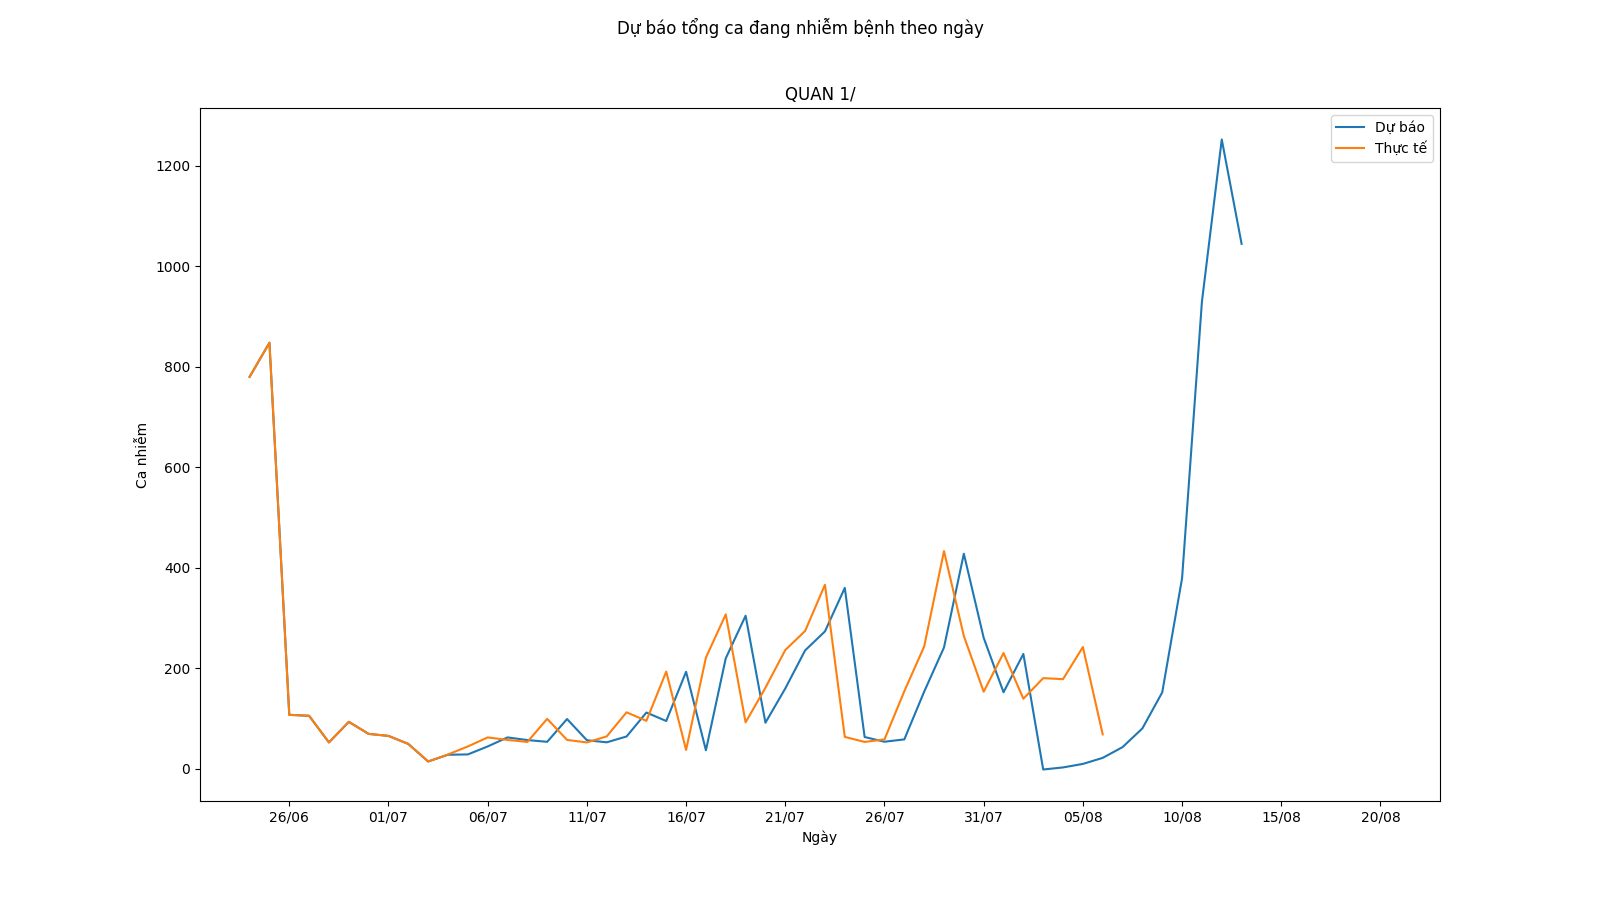 Dự báo tổng ca đang nhiễm bệnh theo ngày
QUAN 1/
Dự báo
Thực tế
1200
1000
800
600
400
200
0
Ca nhiễm
26/06 01/07 06/07 11/07 16/07 21/07 26/07 31/07 05/08 10/08 15/08 20/08
Ngày